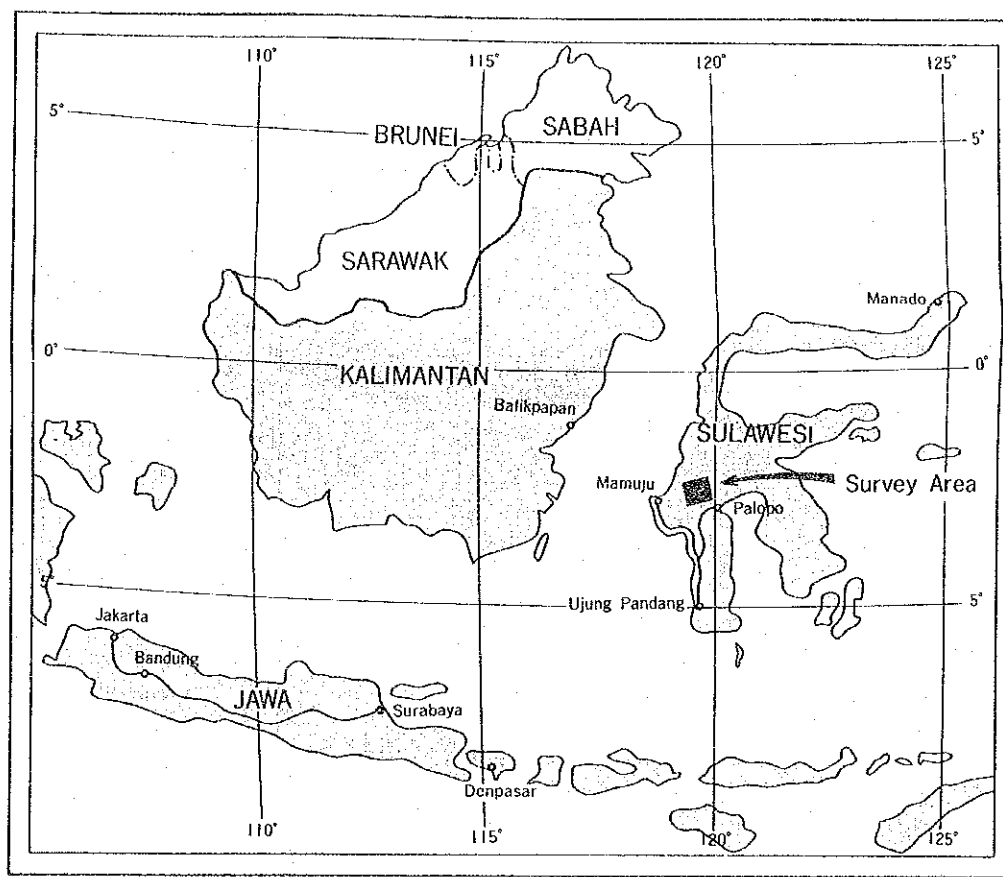 110° 115° 120° 125°
5° 5°
BRUNEI SABAH
SARAWAK
Manado
0° 0°
KALIMANTAN
Balikpapan
SULAWESI
Mamuju Survey Area
Palopo
5° Ujung Pandang 5°
Jakarta
Bandung
JAWA
Surabaya
Denpasar
110° 115° 120° 125°